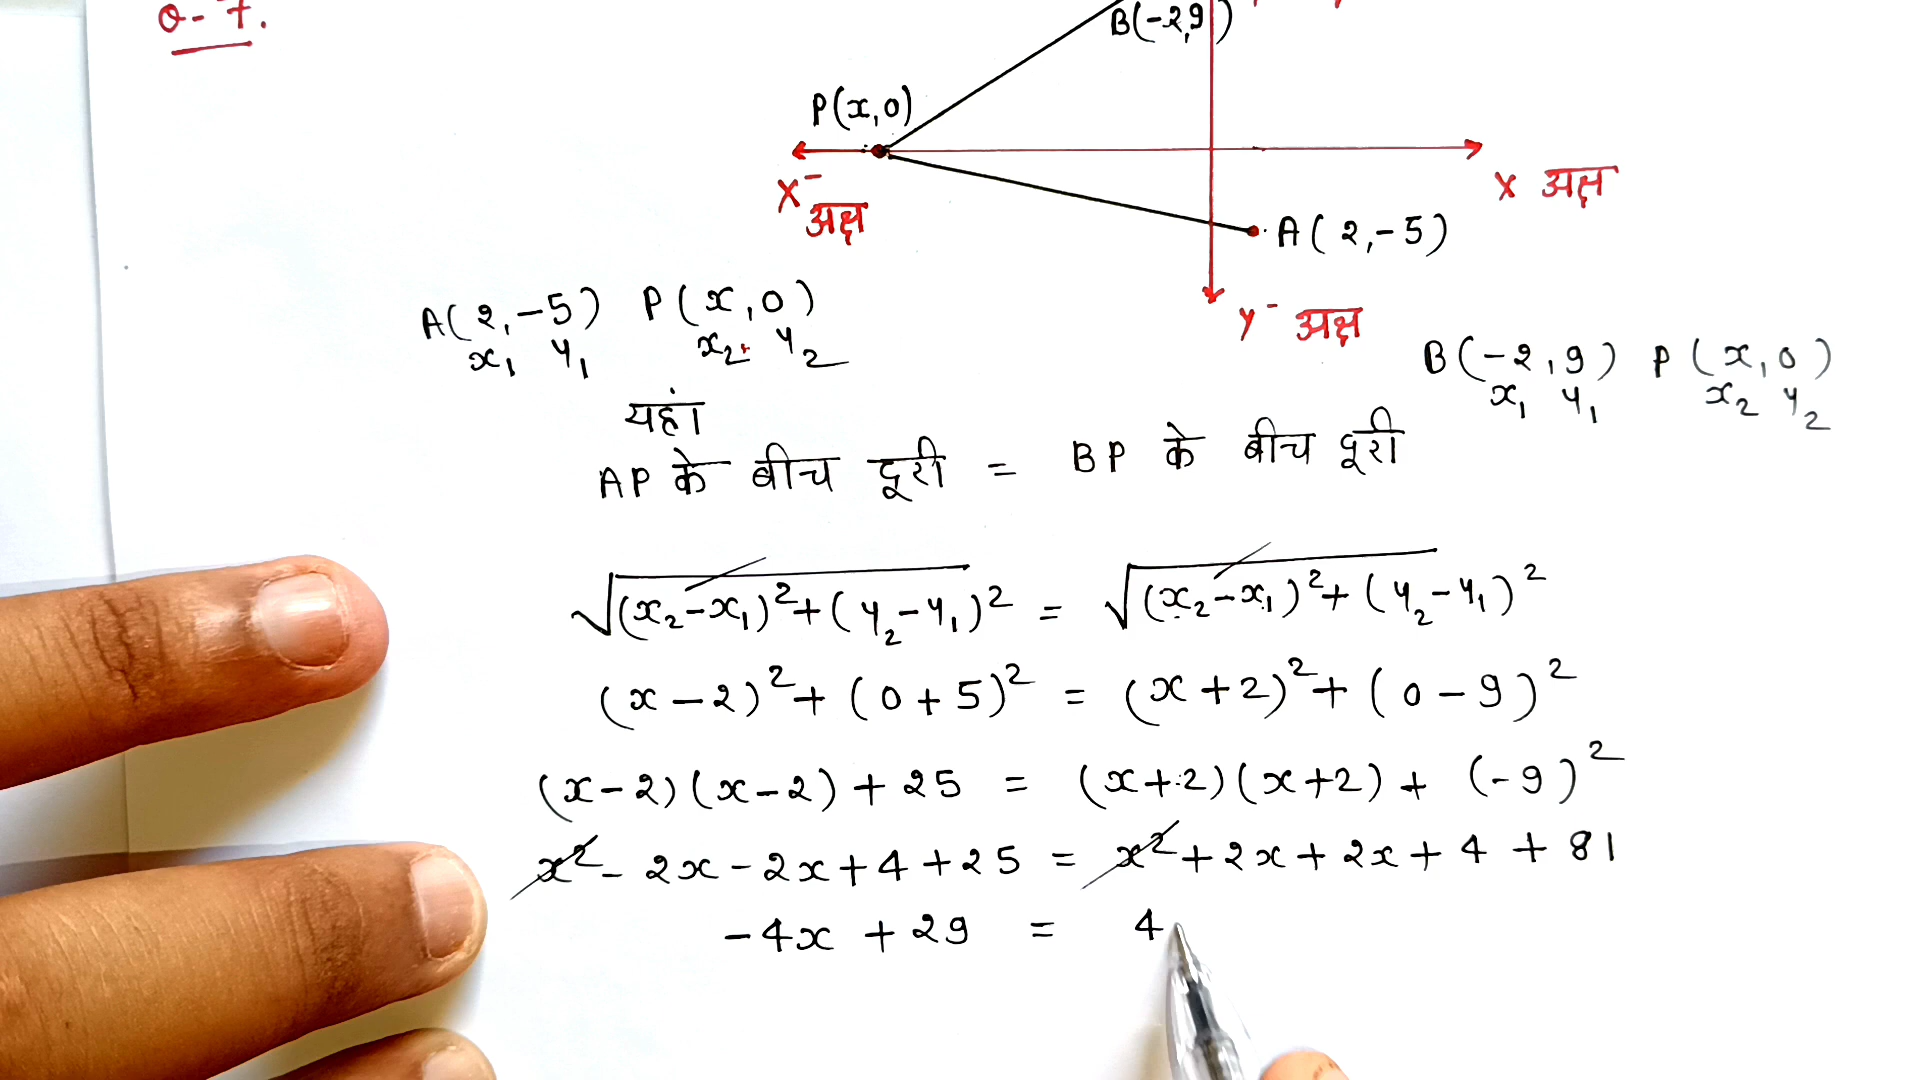 Q-7.
B(-2,9)
P(x,0)
X⁻ अक्ष
X अक्ष
A(2,-5)
Y⁻ अक्ष
A(2,-5) P(x,0)
x₁ y₁ x₂ y₂
B(-2,9) P(x,0)
x₁ y₁ x₂ y₂
यहां
AP के बीच दूरी = BP के बीच दूरी
√(x₂-x₁)²+(y₂-y₁)² = √(x₂-x₁)²+(y₂-y₁)²
(x-2)²+(0+5)² = (x+2)²+(0-9)²
(x-2)(x-2)+25 = (x+2)(x+2)+(-9)²
x²-2x-2x+4+25 = x²+2x+2x+4+81
-4x+29 = 4